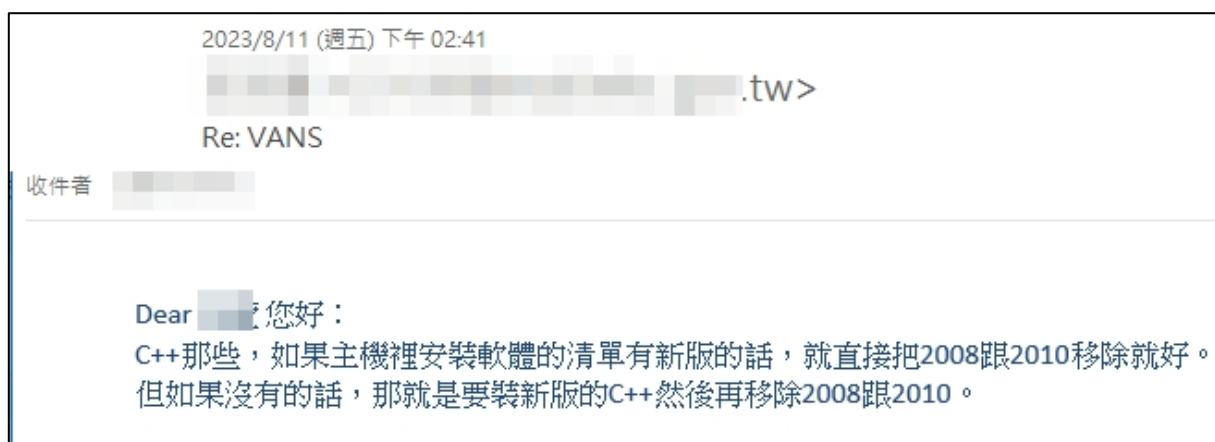 2023/8/11 (週五) 下午 02:41
.tw>
Re: VANS
收件者
Dear 您好：
C++那些，如果主機裡安裝軟體的清單有新版的話，就直接把2008跟2010移除就好。
但如果沒有的話，那就是要裝新版的C++然後再移除2008跟2010。